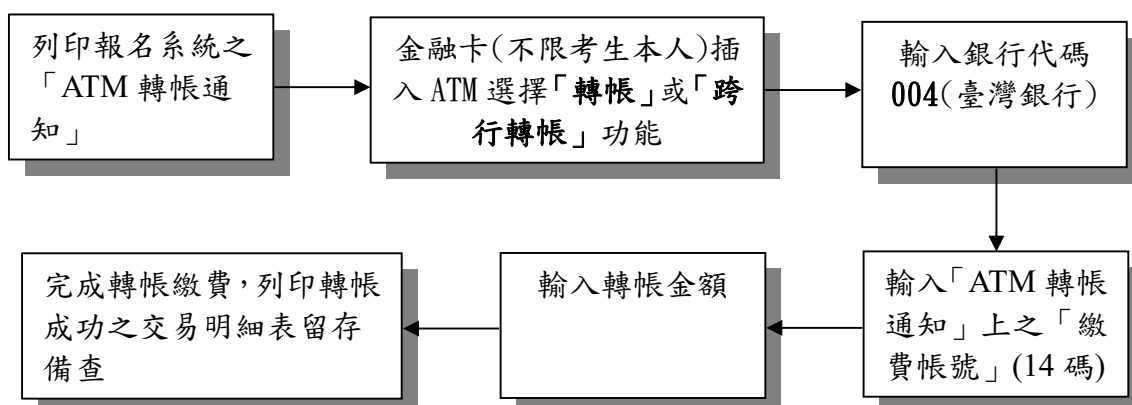 列印報名系統之
「ATM 轉帳通
知」
金融卡(不限考生本人)插
入 ATM 選擇「轉帳」或「跨
行轉帳」功能
輸入銀行代碼
004(臺灣銀行)
輸入「ATM 轉帳
通知」上之「繳
費帳號」(14 碼)
輸入轉帳金額
完成轉帳繳費，列印轉帳
成功之交易明細表留存
備查